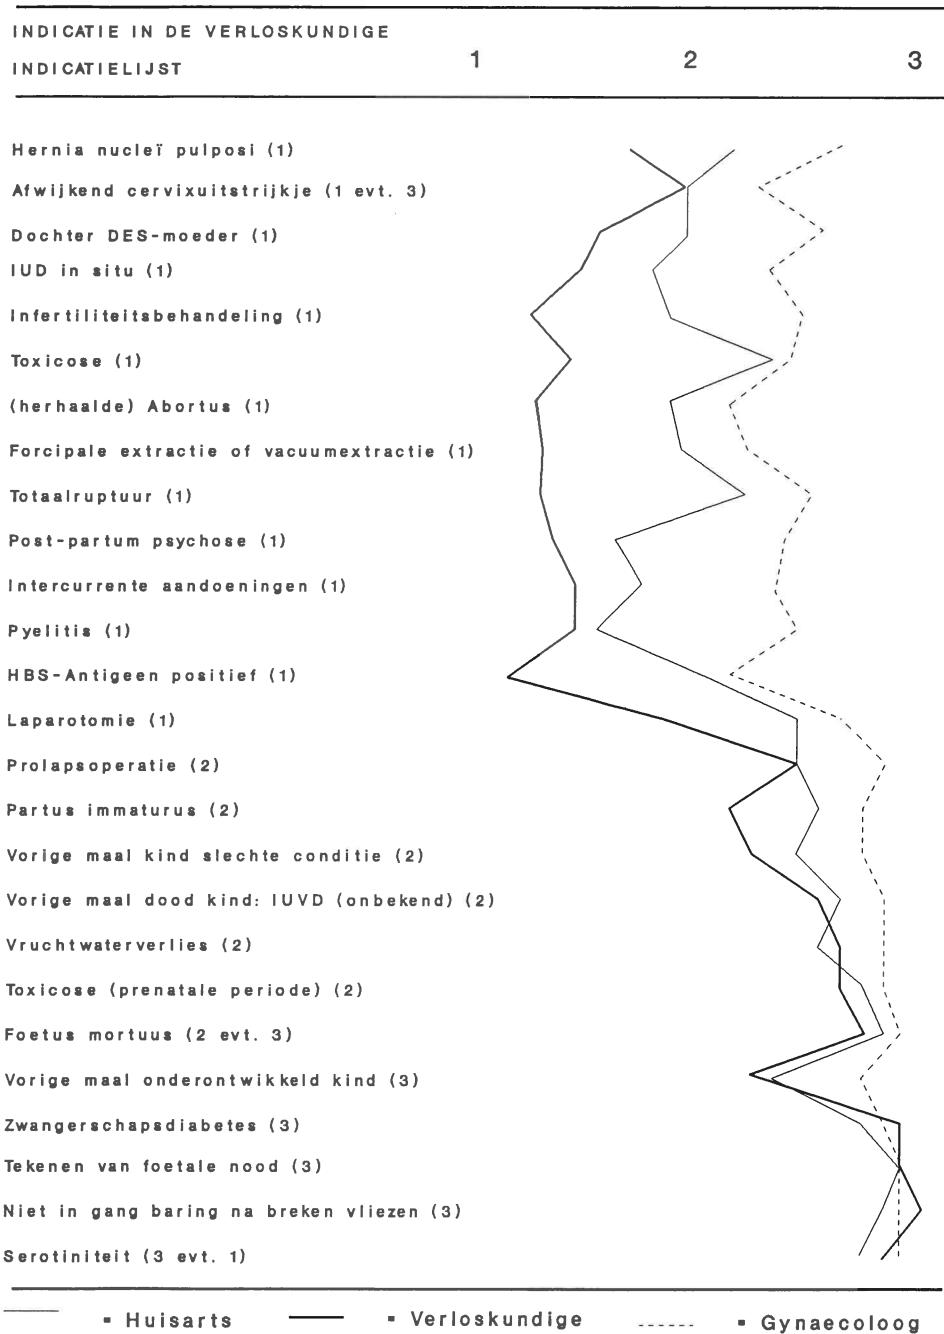 INDICATIE IN DE VERLOSKUNDIGE
INDICATIELIJST 1 2 3
Hernia nucleï pulposi (1)
Afwijkend cervixuitstrijkje (1 evt. 3)
Dochter DES-moeder (1)
IUD in situ (1)
Infertiliteitsbehandeling (1)
Toxicose (1)
(herhaalde) Abortus (1)
Forcipale extractie of vacuumextractie (1)
Totaalruptuur (1)
Post-partum psychose (1)
Intercurrente aandoeningen (1)
Pyelitis (1)
HBS-Antigeen positief (1)
Laparotomie (1)
Prolapsoperatie (2)
Partus immaturus (2)
Vorige maal kind slechte conditie (2)
Vorige maal dood kind: IUVD (onbekend) (2)
Vruchtwaterverlies (2)
Toxicose (prenatale periode) (2)
Foetus mortuus (2 evt. 3)
Vorige maal onderontwikkeld kind (3)
Zwangerschapsdiabetes (3)
Tekenen van foetale nood (3)
Niet in gang baring na breken vliezen (3)
Serotiniteit (3 evt. 1)
= Huisarts = Verloskundige = Gynaecoloog